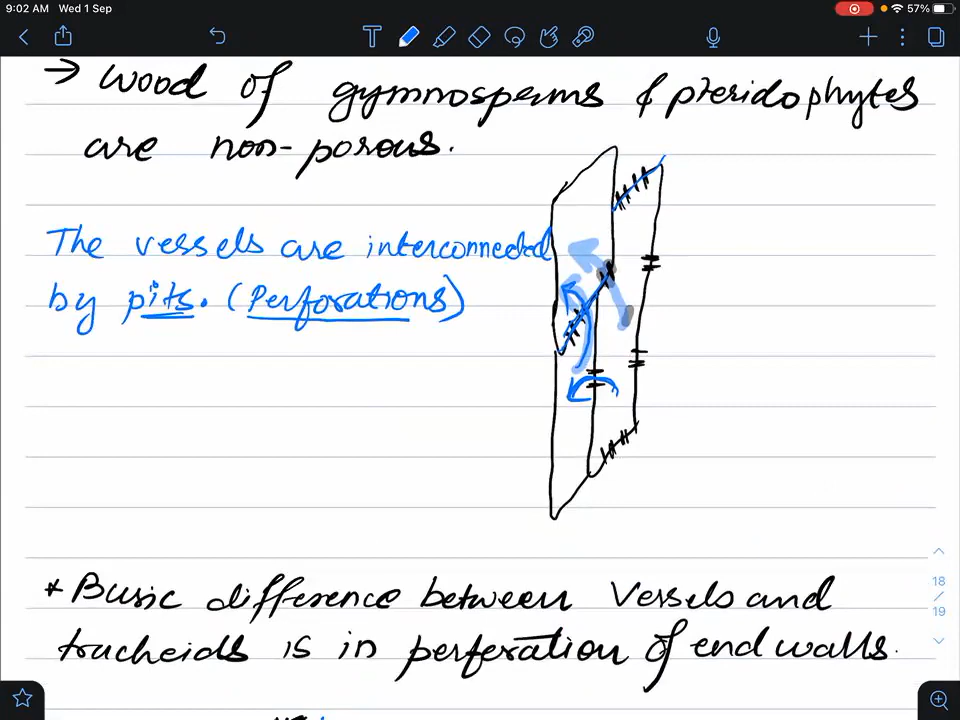 9:02 AM Wed 1 Sep
57%
→ Wood of gymnosperms & pteridophytes
are non-porous.
The vessels are interconnected
by pits. (Perforations)
* Basic difference between Vessels and
tracheids is in perforation of end walls.
18
/
19